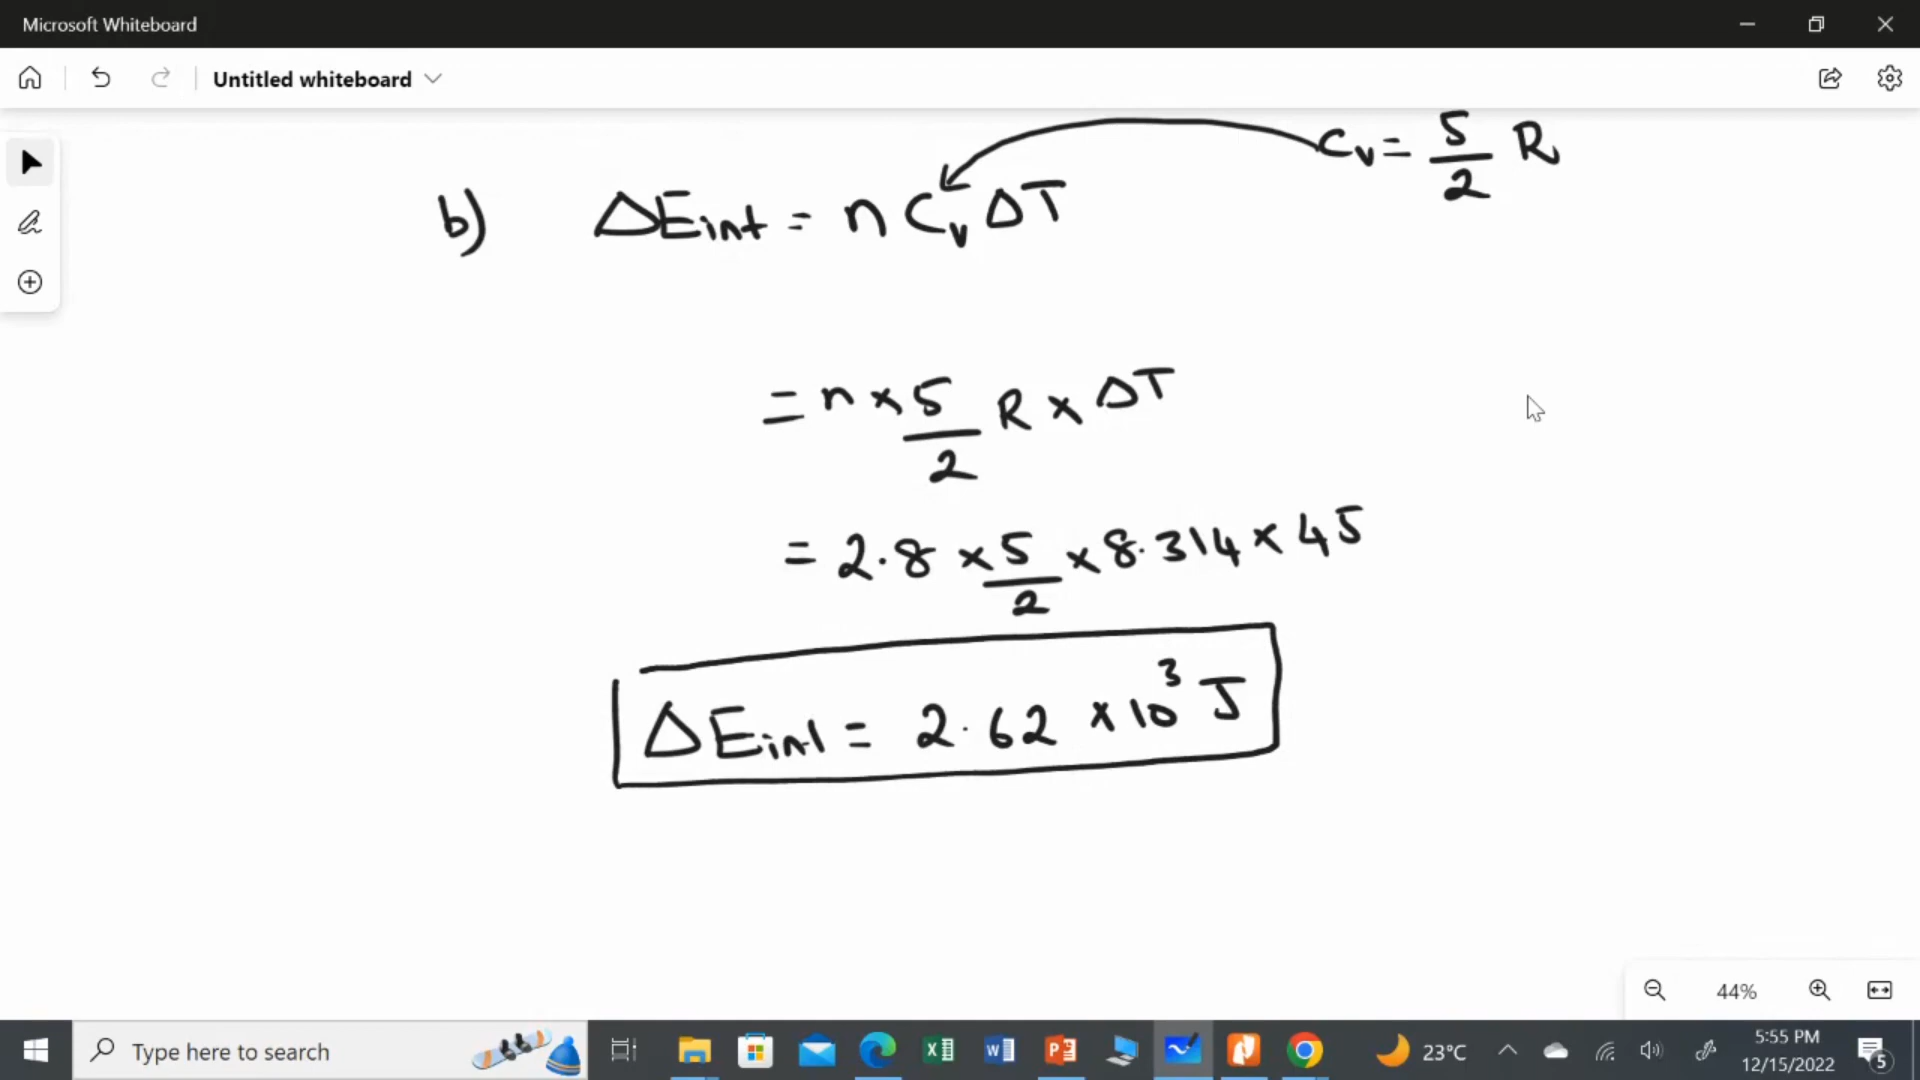 Microsoft Whiteboard
Untitled whiteboard
Cv = 5/2 R
b) ΔEint = n Cv ΔT
= n × 5/2 R × ΔT
= 2.8 × 5/2 × 8.314 × 45
ΔEint = 2.62 × 10³ J
44%
Type here to search
23°C
5:55 PM
12/15/2022
5